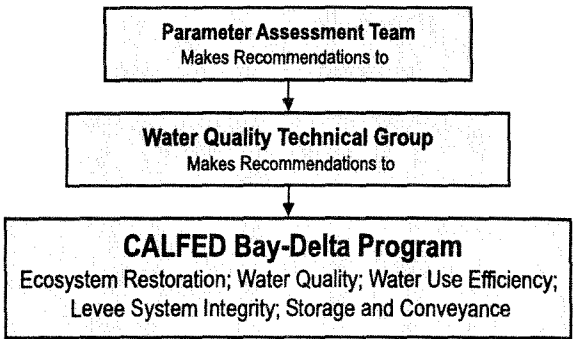 Parameter Assessment Team
Makes Recommendations to
Water Quality Technical Group
Makes Recommendations to
CALFED Bay-Delta Program
Ecosystem Restoration; Water Quality; Water Use Efficiency;
Levee System Integrity; Storage and Conveyance